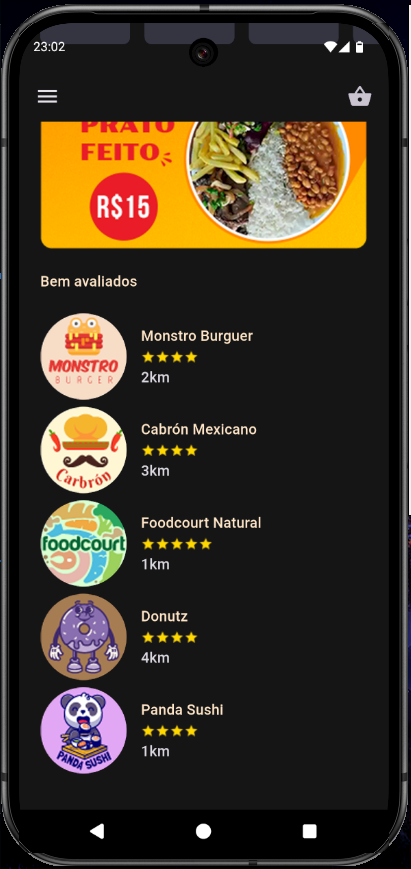 23:02
PRATO
FEITO
R$15
Bem avaliados
MONSTRO
BURGER
Monstro Burguer
2km
Carbrón
Cabrón Mexicano
3km
foodcourt
Foodcourt Natural
1km
Donutz
4km
PANDA SUSHI
Panda Sushi
1km